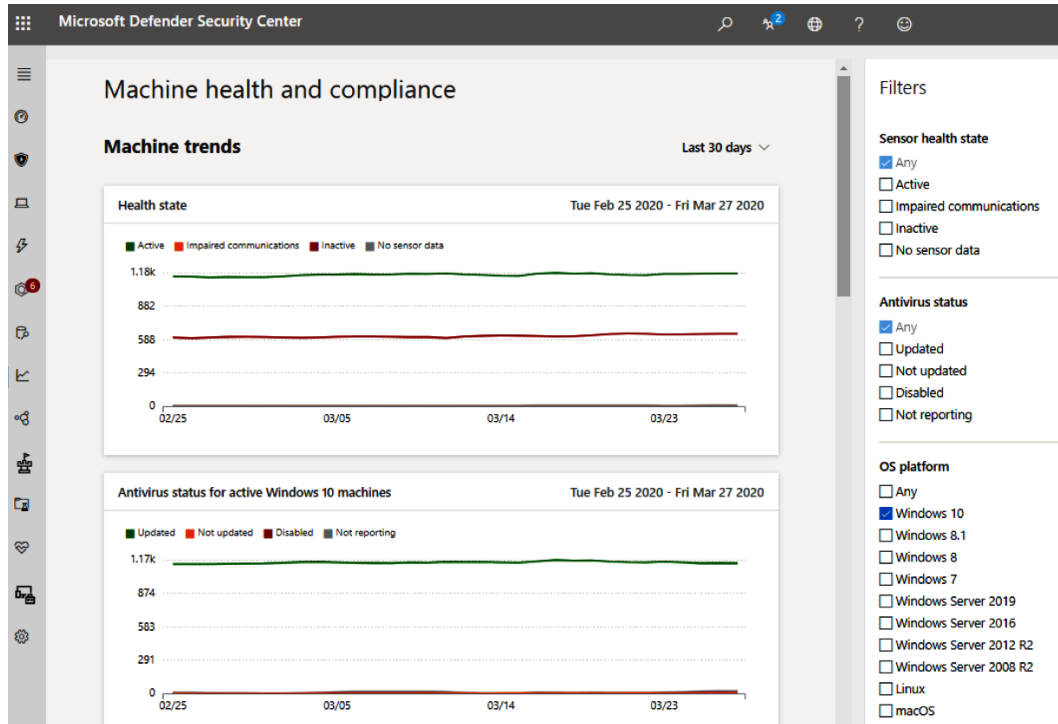 Microsoft Defender Security Center
2
?
6
Machine health and compliance
Machine trends
Last 30 days
Health state
Tue Feb 25 2020 - Fri Mar 27 2020
Active
Impaired communications
Inactive
No sensor data
1.18k
882
588
294
0
02/25
03/05
03/14
03/23
Antivirus status for active Windows 10 machines
Tue Feb 25 2020 - Fri Mar 27 2020
Updated
Not updated
Disabled
Not reporting
1.17k
874
583
291
0
02/25
03/05
03/14
03/23
Filters
Sensor health state
Any
Active
Impaired communications
Inactive
No sensor data
Antivirus status
Any
Updated
Not updated
Disabled
Not reporting
OS platform
Any
Windows 10
Windows 8.1
Windows 8
Windows 7
Windows Server 2019
Windows Server 2016
Windows Server 2012 R2
Windows Server 2008 R2
Linux
macOS